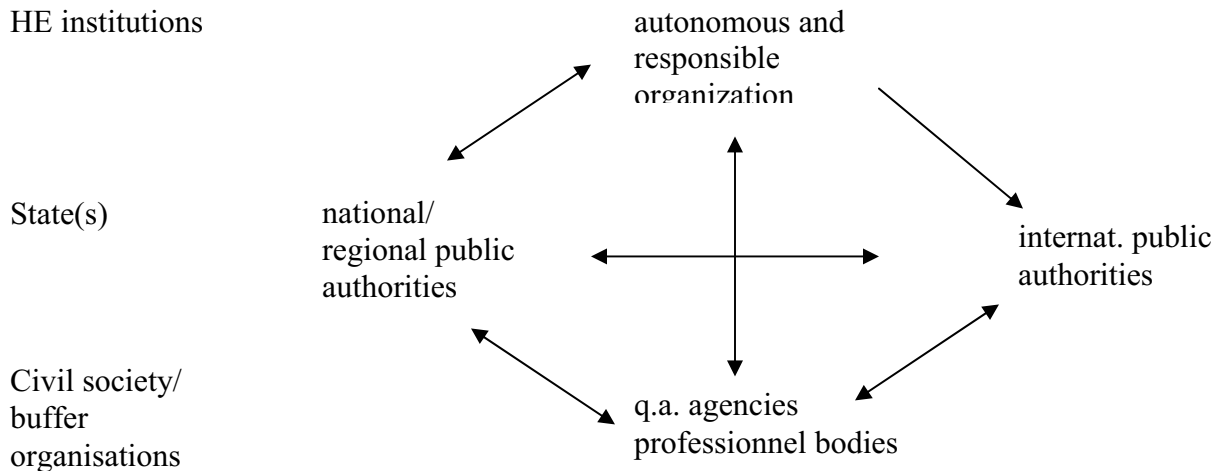 HE institutions
autonomous and
responsible
organization
State(s)
national/
regional public
authorities
internat. public
authorities
Civil society/
buffer
organisations
q.a. agencies
professionnel bodies